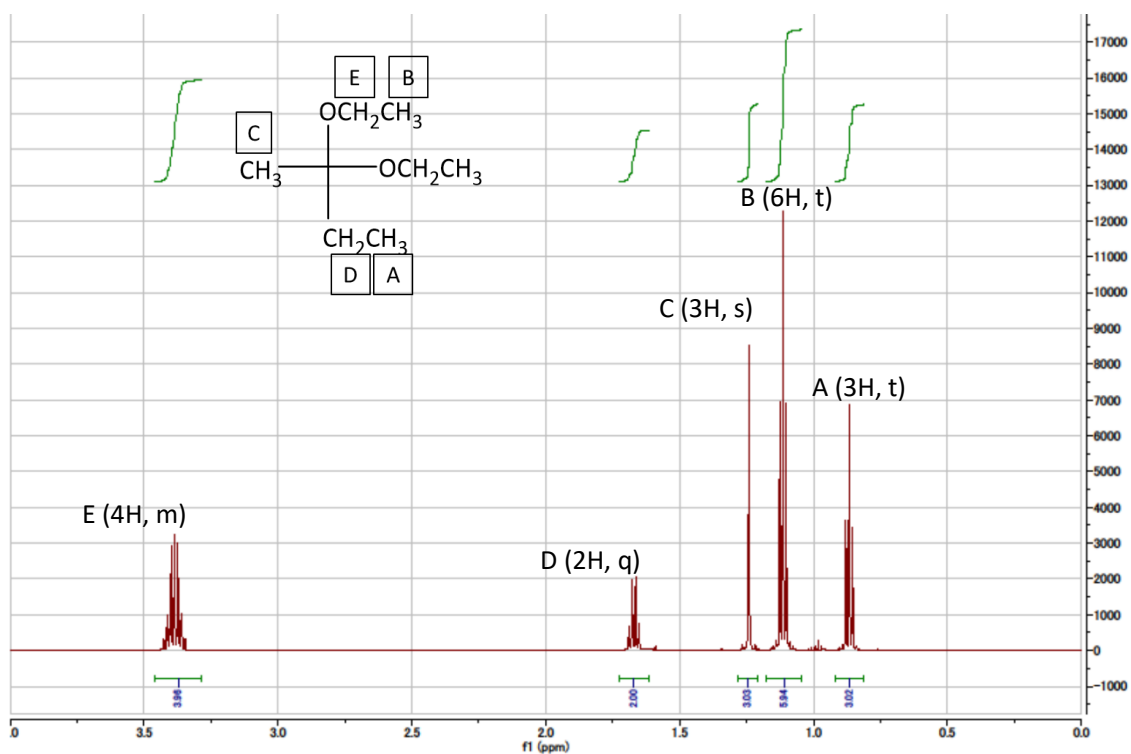 E B
OCH2CH3
C
CH3 OCH2CH3
CH2CH3
D A
B (6H, t)
C (3H, s)
A (3H, t)
E (4H, m)
D (2H, q)
17000
16000
15000
14000
13000
12000
11000
10000
9000
8000
7000
6000
5000
4000
3000
2000
1000
0
-1000
3.96 2.00 3.03 5.94 3.02
.0 3.5 3.0 2.5 2.0 1.5 1.0 0.5 0.0
f1 (ppm)